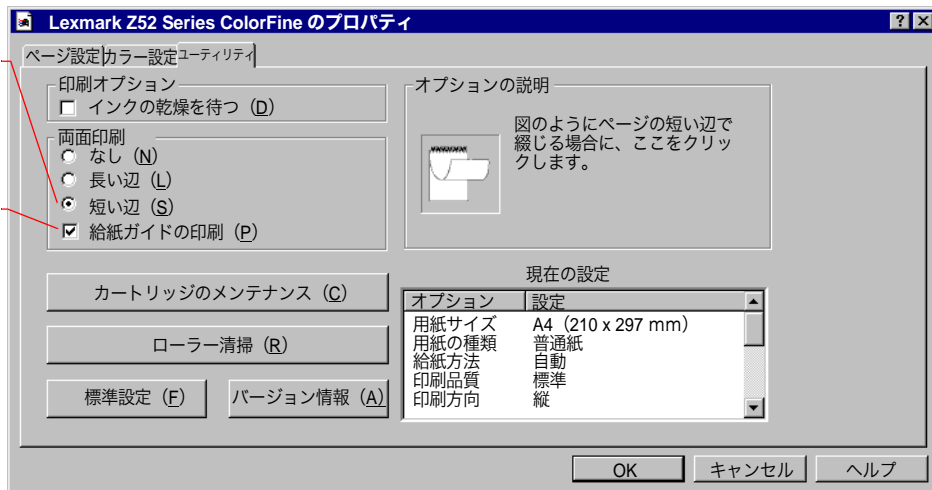 Lexmark Z52 Series ColorFine のプロパティ
ページ設定 カラー設定 ユーティリティ
印刷オプション
インクの乾燥を待つ（D）
両面印刷
なし（N）
長い辺（L）
短い辺（S）
給紙ガイドの印刷（P）
オプションの説明
図のようにページの短い辺で
綴じる場合に、ここをクリッ
クします。
カートリッジのメンテナンス（C）
ローラー清掃（R）
標準設定（F） バージョン情報（A）
現在の設定
オプション 設定
用紙サイズ A4（210 x 297 mm）
用紙の種類 普通紙
給紙方法 自動
印刷品質 標準
印刷方向 縦
OK キャンセル ヘルプ